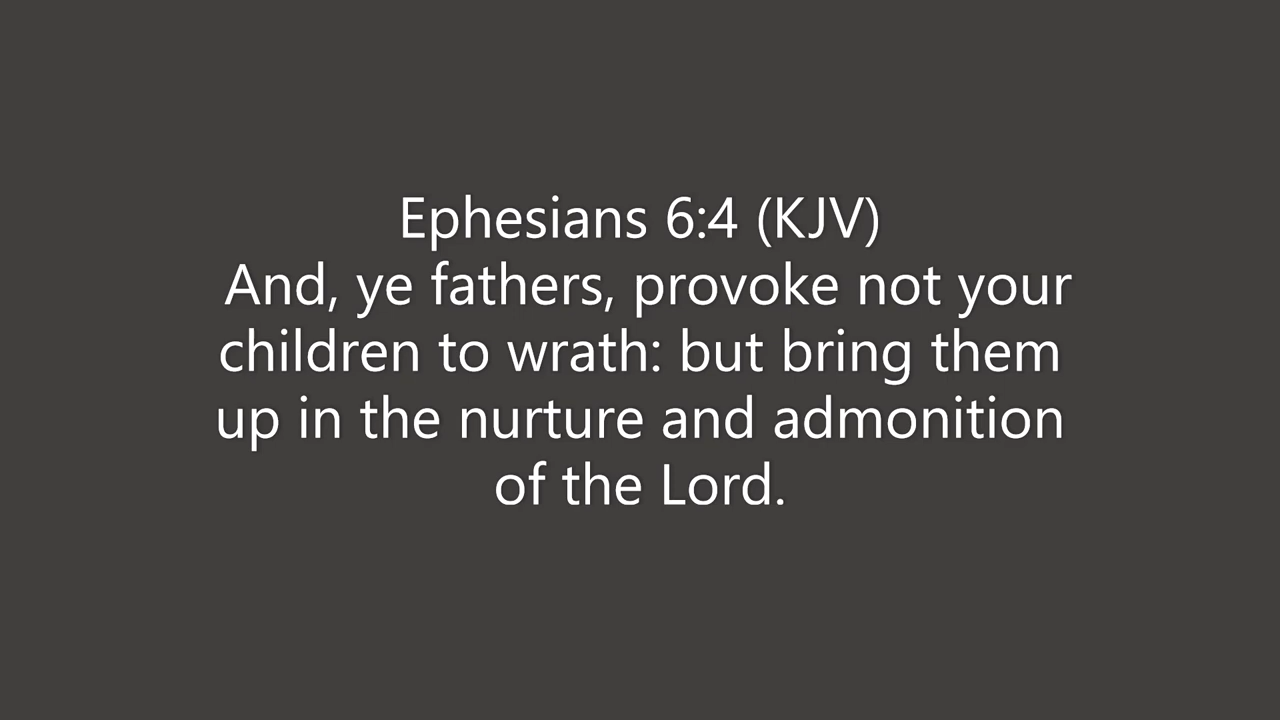 Ephesians 6:4 (KJV)
And, ye fathers, provoke not your
children to wrath: but bring them
up in the nurture and admonition
of the Lord.